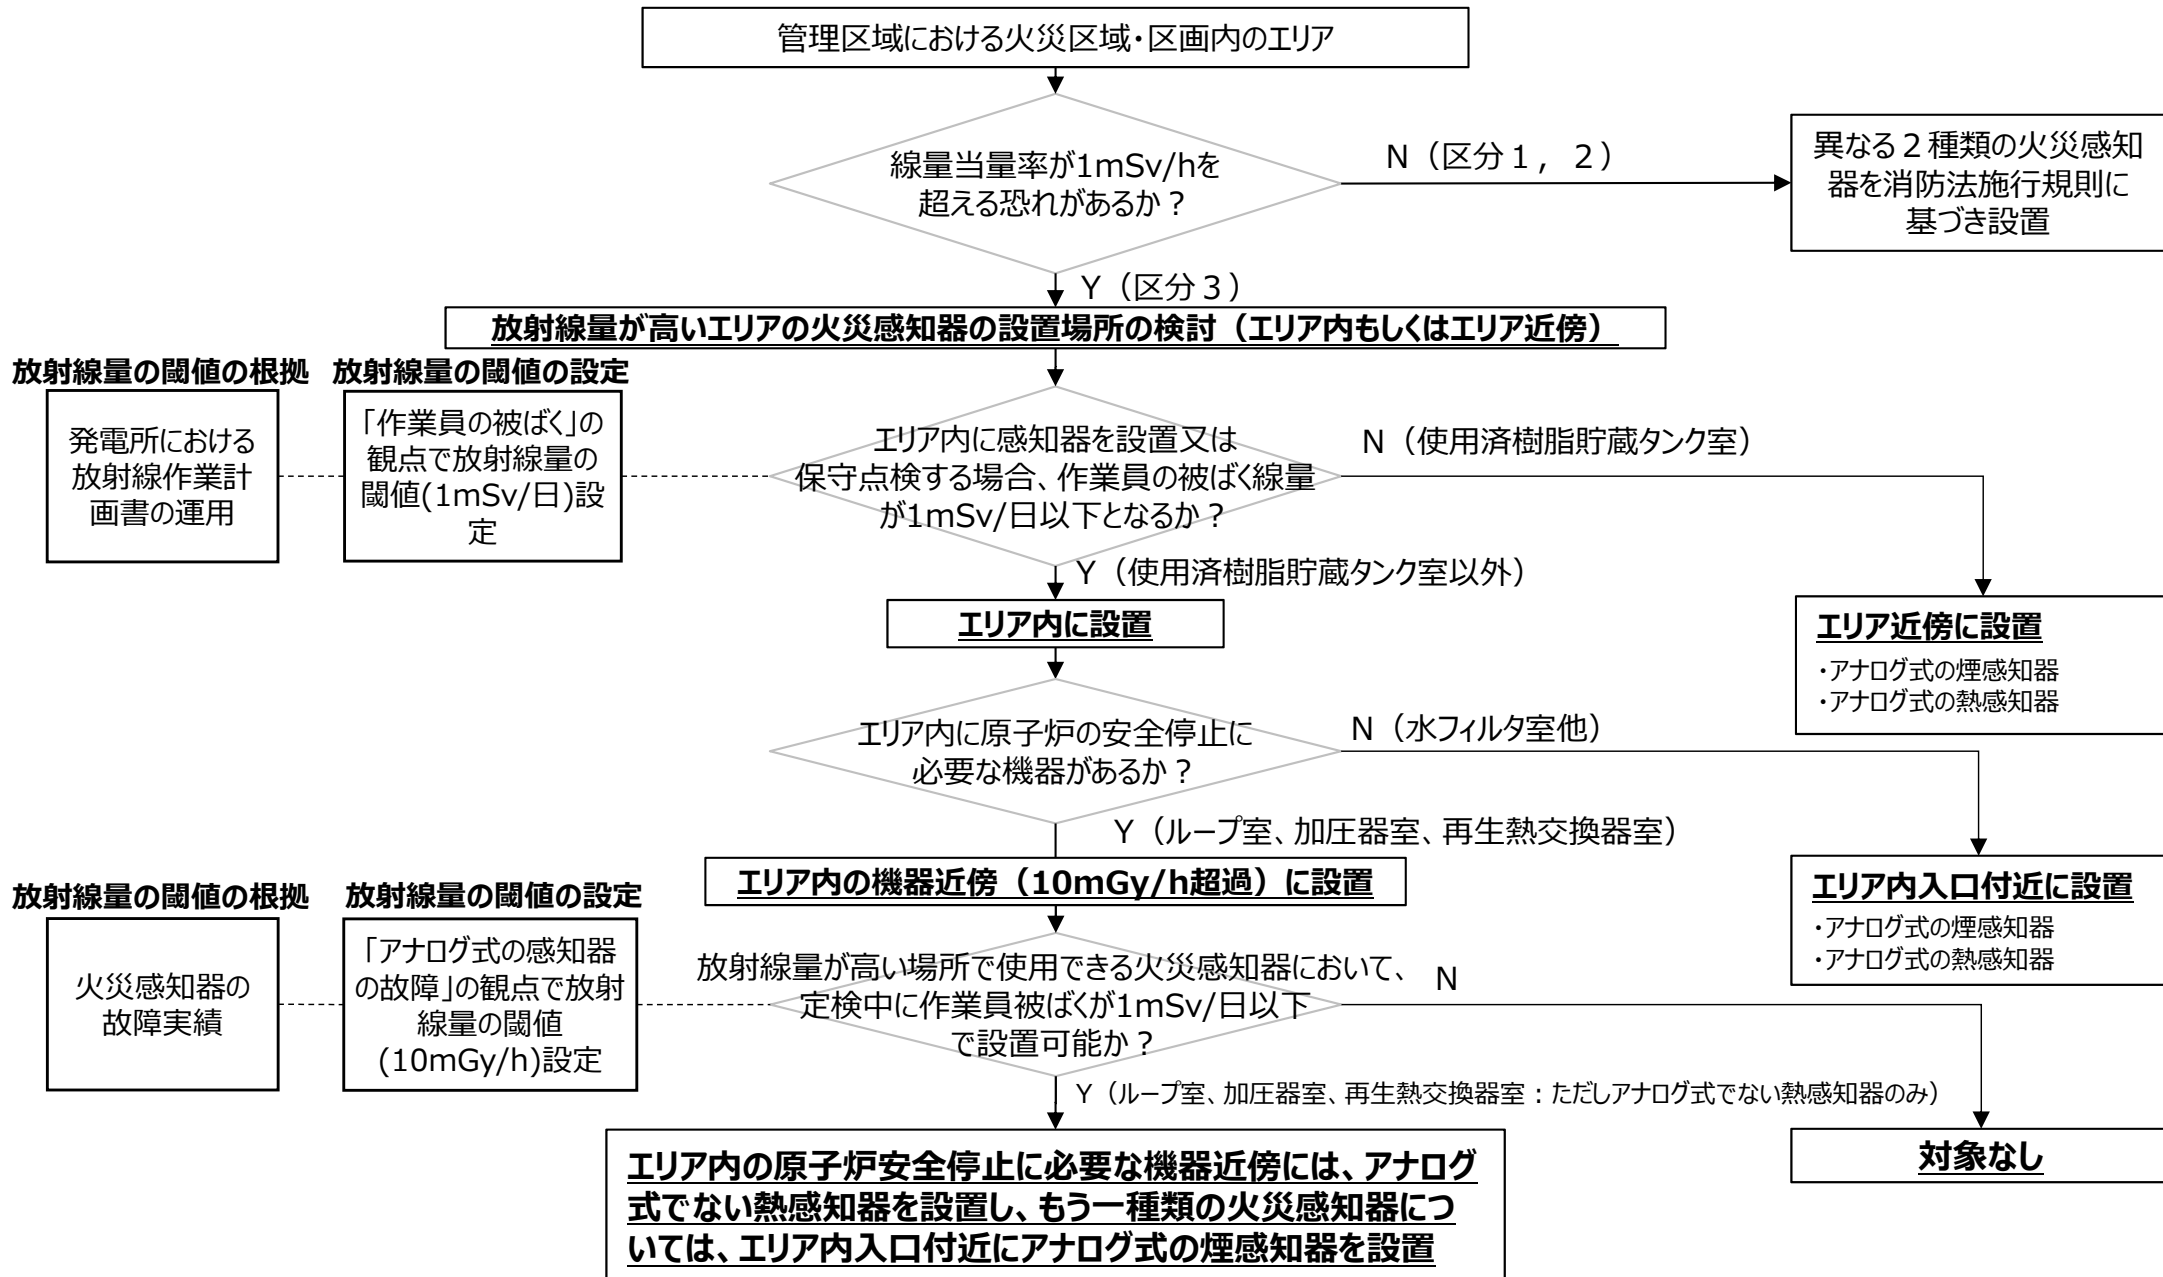 管理区域における火災区域・区画内のエリア
線量当量率が1mSv/hを
超える恐れがあるか？
N（区分１，２）
異なる２種類の火災感知
器を消防法施行規則に
基づき設置
Y（区分３）
放射線量が高いエリアの火災感知器の設置場所の検討（エリア内もしくはエリア近傍）
放射線量の閾値の根拠
放射線量の閾値の設定
発電所における
放射線作業計
画書の運用
「作業員の被ばく」の
観点で放射線量の
閾値(1mSv/日)設
定
エリア内に感知器を設置又は
保守点検する場合、作業員の被ばく線量
が1mSv/日以下となるか？
N（使用済樹脂貯蔵タンク室）
Y（使用済樹脂貯蔵タンク室以外）
エリア内に設置
エリア近傍に設置
・アナログ式の煙感知器
・アナログ式の熱感知器
エリア内に原子炉の安全停止に
必要な機器があるか？
N（水フィルタ室他）
Y（ループ室、加圧器室、再生熱交換器室）
エリア内の機器近傍（10mGy/h超過）に設置
エリア内入口付近に設置
・アナログ式の煙感知器
・アナログ式の熱感知器
放射線量の閾値の根拠
放射線量の閾値の設定
火災感知器の
故障実績
「アナログ式の感知器
の故障」の観点で放射
線量の閾値
(10mGy/h)設定
放射線量が高い場所で使用できる火災感知器において、
定検中に作業員被ばくが1mSv/日以下
で設置可能か？
N
Y（ループ室、加圧器室、再生熱交換器室：ただしアナログ式でない熱感知器のみ）
対象なし
エリア内の原子炉安全停止に必要な機器近傍には、アナログ
式でない熱感知器を設置し、もう一種類の火災感知器につ
いては、エリア内入口付近にアナログ式の煙感知器を設置